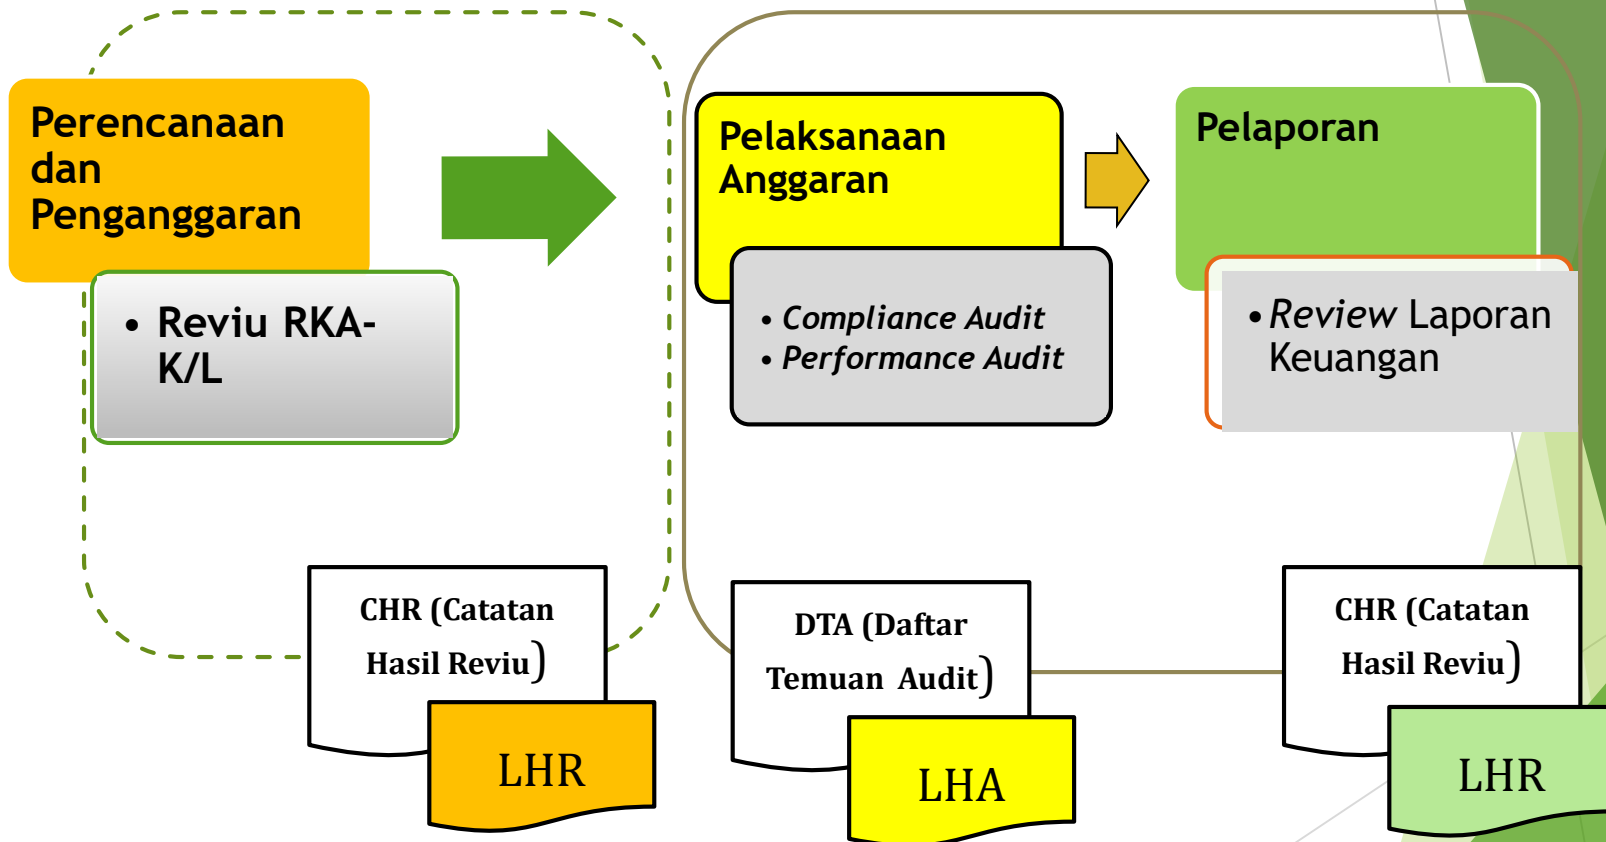 Perencanaan
dan
Penganggaran
• Reviu RKA-
K/L
Pelaksanaan
Anggaran
• Compliance Audit
• Performance Audit
Pelaporan
• Review Laporan
Keuangan
CHR (Catatan
Hasil Reviu)
LHR
DTA (Daftar
Temuan Audit)
LHA
CHR (Catatan
Hasil Reviu)
LHR